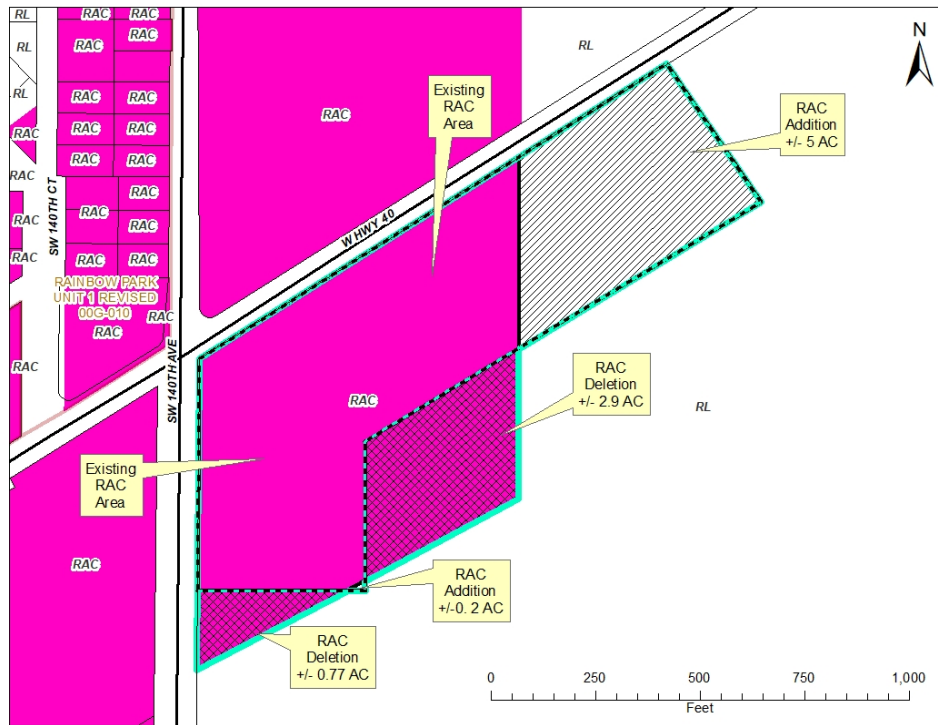 RL
RAC
RAC
RAC
RL
RAC
RL
N
RL
RAC
RAC
RAC
Existing
RAC
Area
RAC
Addition
+/- 5 AC
RAC
RAC
RAC
RAC
RAC
RAC
RAC
SW 140TH CT
RAC
RAC
RAC
RAC
W HWY 40
RAC
RAC
RAC
RAINBOW PARK
UNIT 1 REVISED
00G-010
RAC
RAC
RAC
SW 140TH AVE
RAC
Deletion
+/- 2.9 AC
RAC
RL
Existing
RAC
Area
RAC
RAC
Addition
+/-0. 2 AC
RAC
Deletion
+/- 0.77 AC
0 250 500 750 1,000
Feet